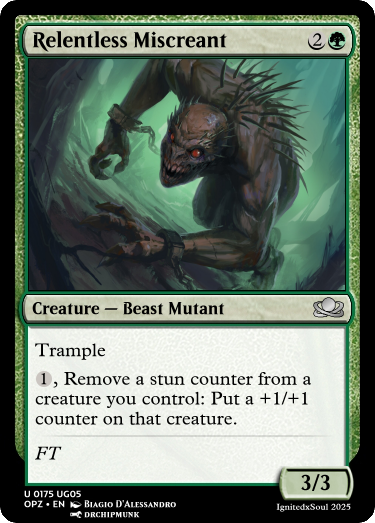 Relentless Miscreant 2
Creature — Beast Mutant
Trample
1, Remove a stun counter from a
creature you control: Put a +1/+1
counter on that creature.
FT
3/3
U 0175 UG05
OPZ • EN Biagio D'Alessandro
DRCHIPMUNK
IgnitedxSoul 2025